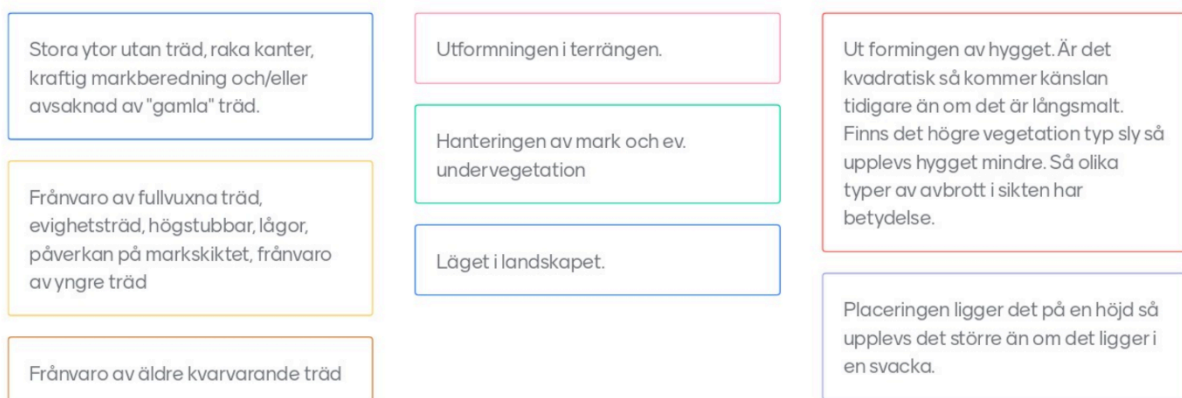 Stora ytor utan träd, raka kanter,
kraftig markberedning och/eller
avsaknad av "gamla" träd.
Frånvaro av fullvuxna träd,
evighetsträd, högstubbar, lågor,
påverkan på markskiktet, frånvaro
av yngre träd
Frånvaro av äldre kvarvarande träd
Utformningen i terrängen.
Hanteringen av mark och ev.
undervegetation
Läget i landskapet.
Ut formingen av hygget. Är det
kvadratisk så kommer känslan
tidigare än om det är långsmalt.
Finns det högre vegetation typ sly så
upplevs hygget mindre. Så olika
typer av avbrott i sikten har
betydelse.
Placeringen ligger det på en höjd så
upplevs det större än om det ligger i
en svacka.